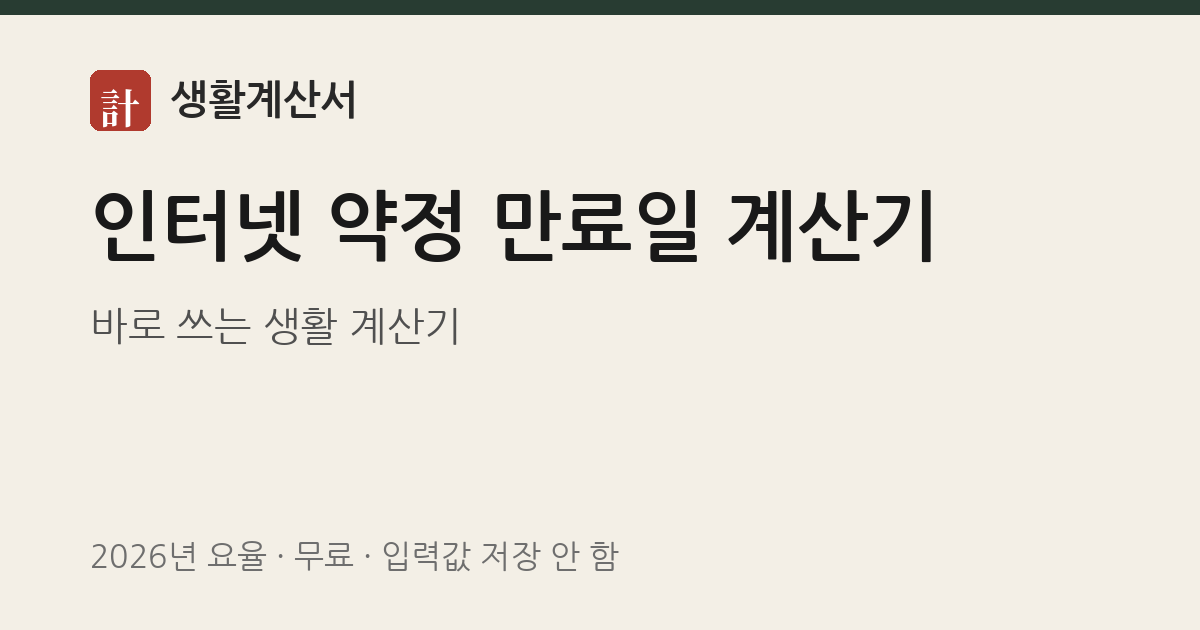 計 생활계산서
인터넷 약정 만료일 계산기
바로 쓰는 생활 계산기
2026년 요율 · 무료 · 입력값 저장 안 함